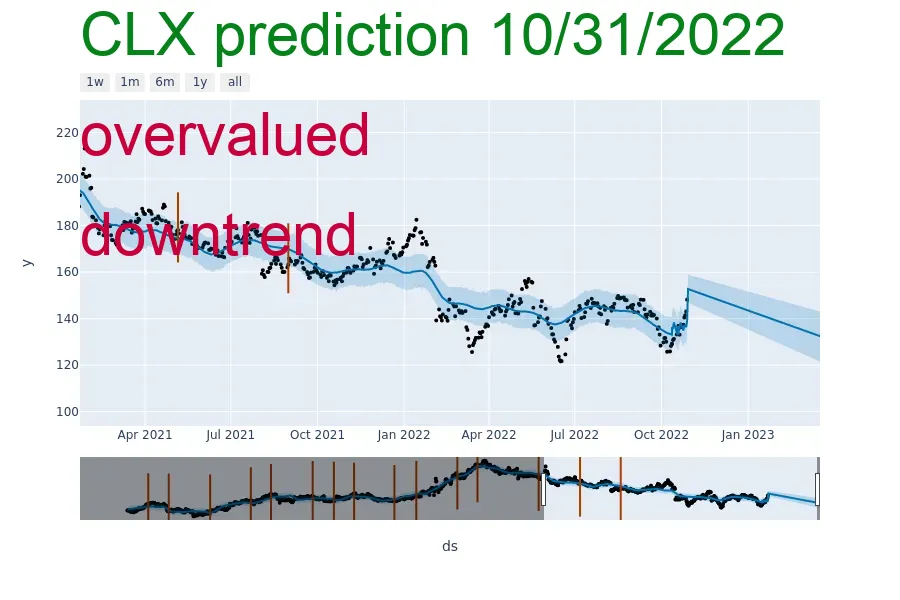 CLX prediction 10/31/2022
1w 1m 6m 1y all
220
overvalued
200
180
downtrend
160
140
120
100
y
Apr 2021 Jul 2021 Oct 2021 Jan 2022 Apr 2022 Jul 2022 Oct 2022 Jan 2023
ds